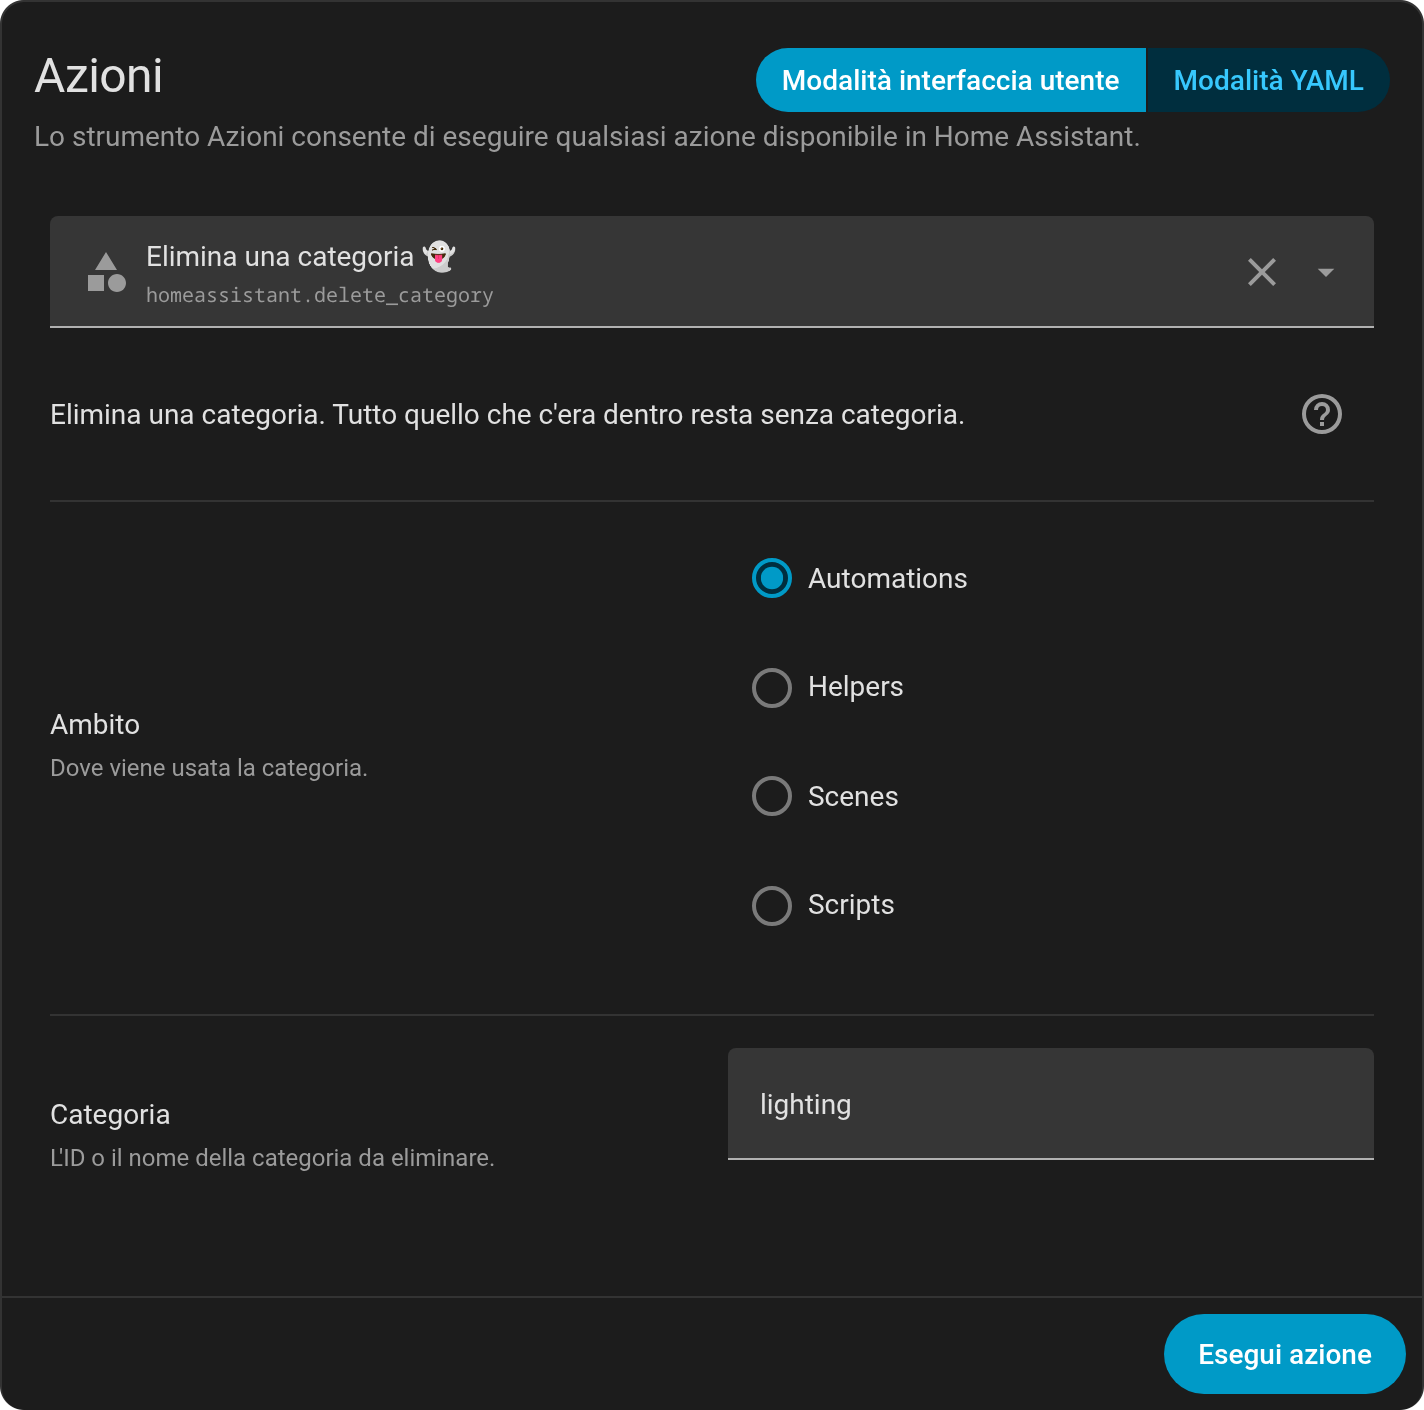 Azioni
Modalità interfaccia utente
Modalità YAML
Lo strumento Azioni consente di eseguire qualsiasi azione disponibile in Home Assistant.
Elimina una categoria 👻
homeassistant.delete_category
Elimina una categoria. Tutto quello che c'era dentro resta senza categoria.
Automations
Helpers
Ambito
Dove viene usata la categoria.
Scenes
Scripts
Categoria
L'ID o il nome della categoria da eliminare.
lighting
Esegui azione